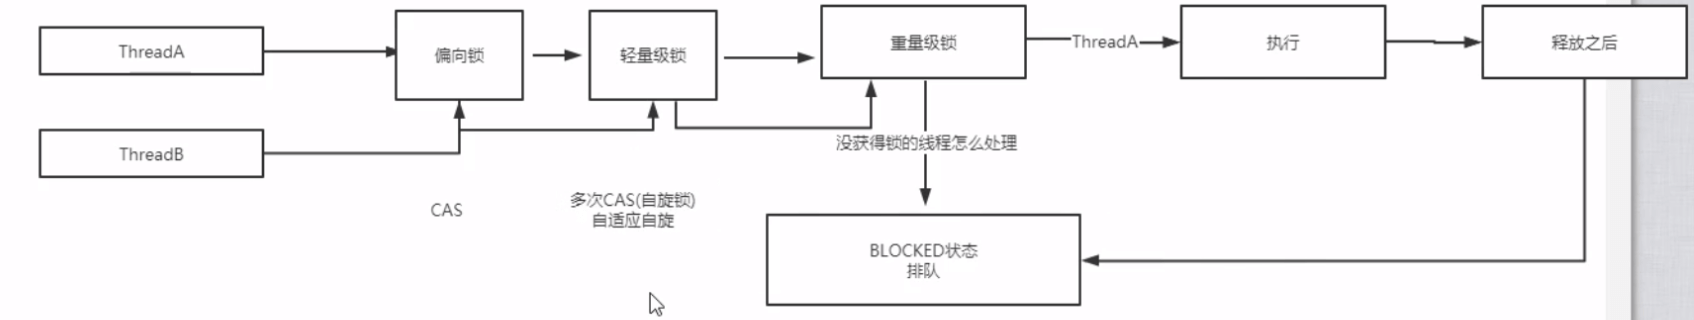 ThreadA
偏向锁
轻量级锁
重量级锁
ThreadA
执行
释放之后
ThreadB
没获得锁的线程怎么处理
CAS
多次CAS(自旋锁)
自适应自旋
BLOCKED状态
排队